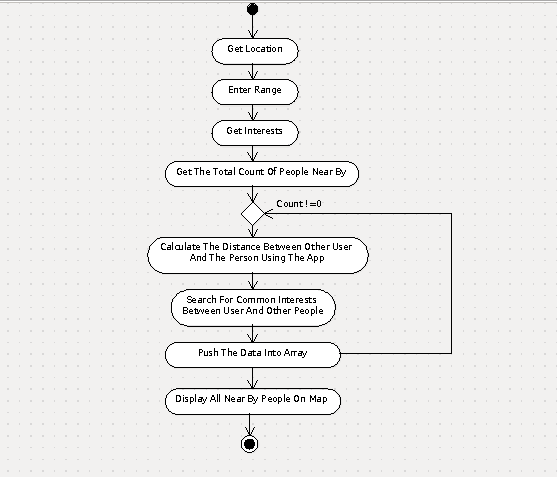 Get Location
Enter Range
Get Interests
Get The Total Count Of People Near By
Count !=0
Calculate The Distance Between Other User
And The Person Using The App
Search For Common Interests
Between User And Other People
Push The Data Into Array
Display All Near By People On Map